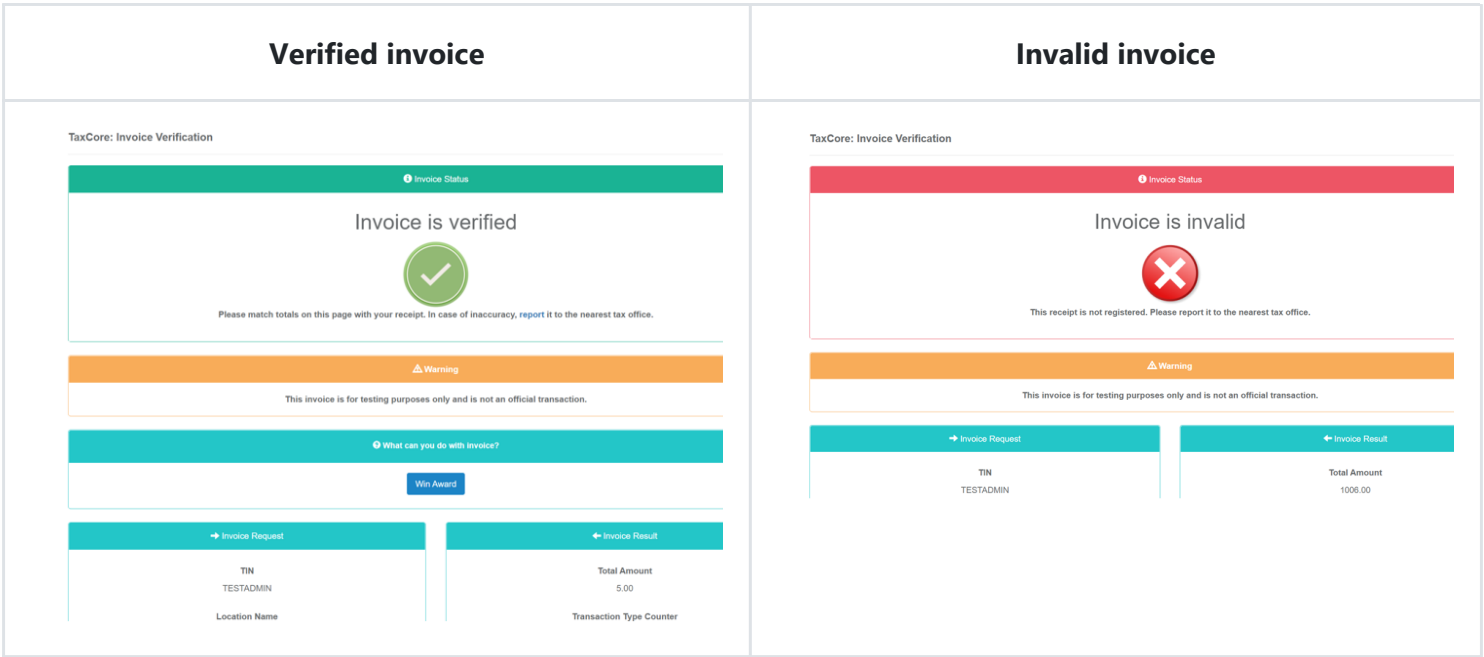 Verified invoice
Invalid invoice
TaxCore: Invoice Verification
Invoice Status
Invoice is verified
Please match totals on this page with your receipt. In case of inaccuracy, report it to the nearest tax office.
Warning
This invoice is for testing purposes only and is not an official transaction.
What can you do with invoice?
Win Award
Invoice Request
TIN
TESTADMIN
Location Name
Invoice Result
Total Amount
5.00
Transaction Type Counter
TaxCore: Invoice Verification
Invoice Status
Invoice is invalid
This receipt is not registered. Please report it to the nearest tax office.
Warning
This invoice is for testing purposes only and is not an official transaction.
Invoice Request
TIN
TESTADMIN
Invoice Result
Total Amount
1006.00